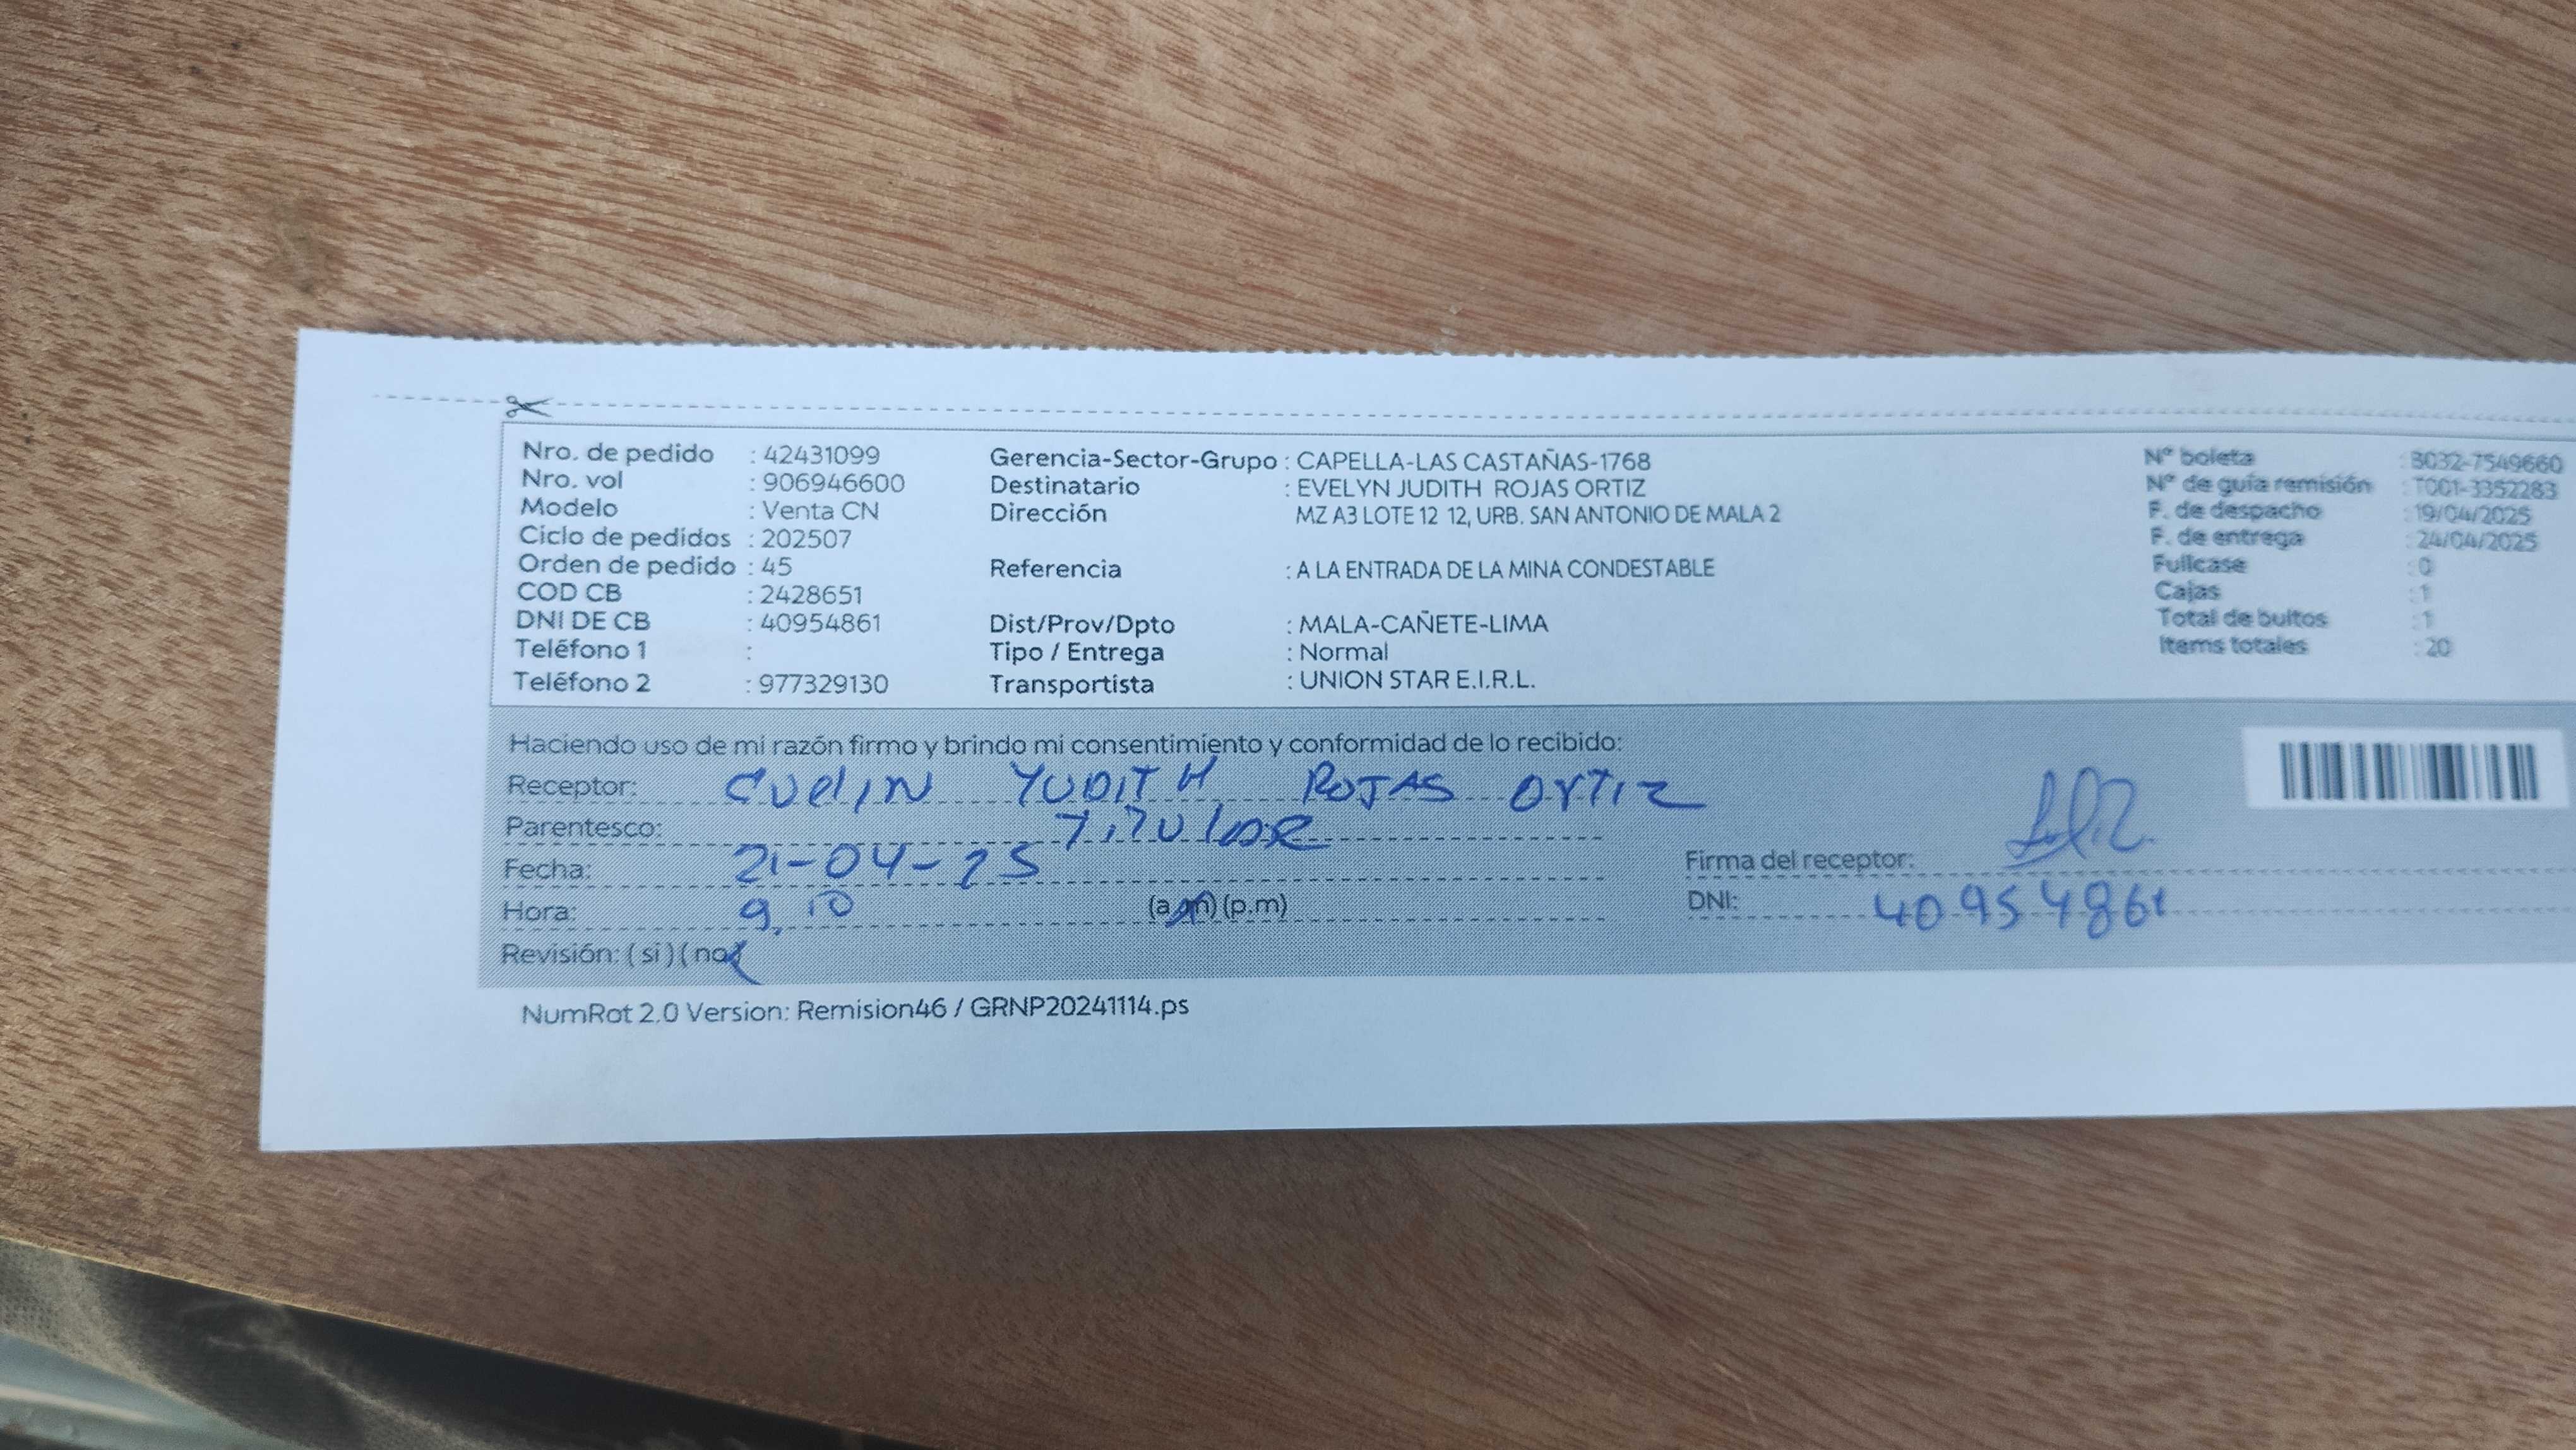 Nro. de pedido : 42431099
Nro. vol : 906946600
Modelo : Venta CN
Ciclo de pedidos : 202507
Orden de pedido : 45
COD CB : 2428651
DNI DE CB : 40954861
Teléfono 1 :
Teléfono 2 : 977329130
Gerencia-Sector-Grupo : CAPELLA-LAS CASTAÑAS-1768
Destinatario : EVELYN JUDITH ROJAS ORTIZ
Dirección MZ A3 LOTE 12 12, URB. SAN ANTONIO DE MALA 2
Referencia : A LA ENTRADA DE LA MINA CONDESTABLE
Dist/Prov/Dpto : MALA-CAÑETE-LIMA
Tipo / Entrega : Normal
Transportista : UNION STAR E.I.R.L.
N° boleta : B032-7549660
N° de guía remisión : T001-3352283
F. de despacho : 19/04/2025
F. de entrega : 24/04/2025
Fullcase : 0
Cajas : 1
Total de bultos : 1
Items totales : 20
Haciendo uso de mi razón firmo y brindo mi consentimiento y conformidad de lo recibido:
Receptor: EVelIN YUDITH ROJAS OrTIZ
Parentesco: TiTUlaR
Fecha: 21-04-25
Hora: 9,10 (a.m) (p.m)
Revisión: ( si ) ( no )
Firma del receptor:
DNI: 40954861
NumRot 2.0 Version: Remision46 / GRNP20241114.ps